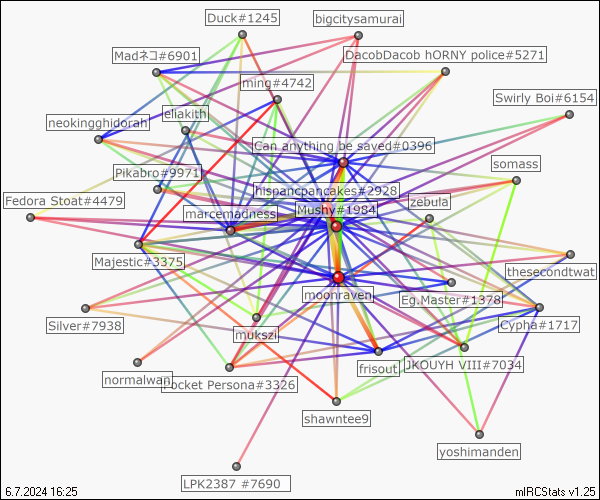 Duck#1245
bigcitysamurai
Madネコ#6901
DacobDacob hORNY police#5271
ming#4742
Swirly Boi#6154
ellakith
neokingghidorah
Can anything be saved#0396
somass
Pikabro#9971
hispancpancakes#2928
Fedora Stoat#4479
zebula
marcemadness
Mushy#1984
Majestic#3375
thesecondtwat
moonraven
Eg.Master#1378
Silver#7938
Cypha#1717
mukszi
JKOUYH VIII#7034
frisout
normalwan
Pocket Persona#3326
shawntee9
yoshimanden
LPK2387 #7690
6.7.2024 16:25
mIRCStats v1.25